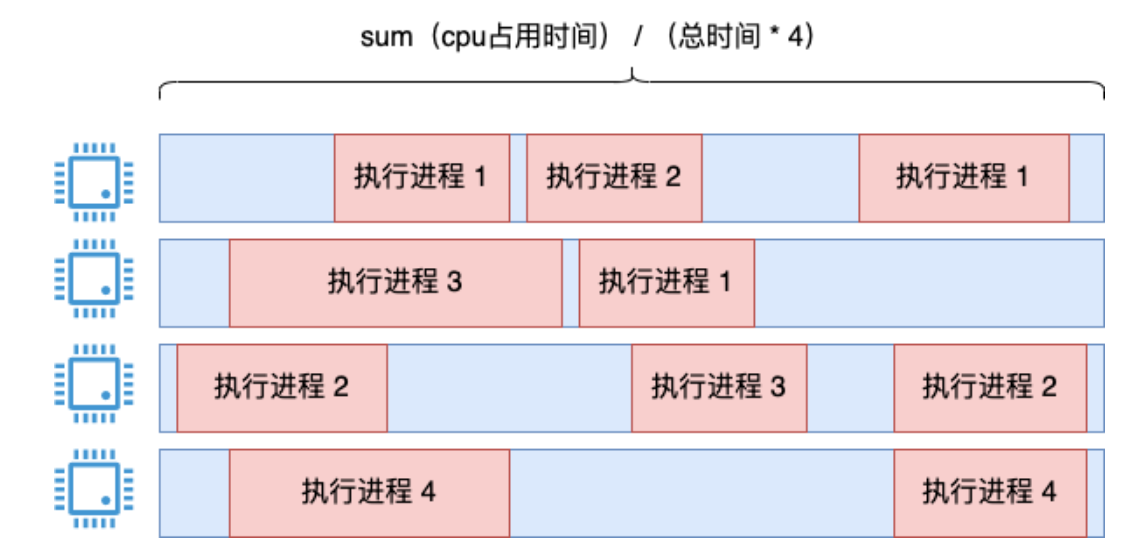 sum（cpu占用时间） / （总时间 * 4）
执行进程 1 执行进程 2 执行进程 1
执行进程 3 执行进程 1
执行进程 2 执行进程 3 执行进程 2
执行进程 4 执行进程 4